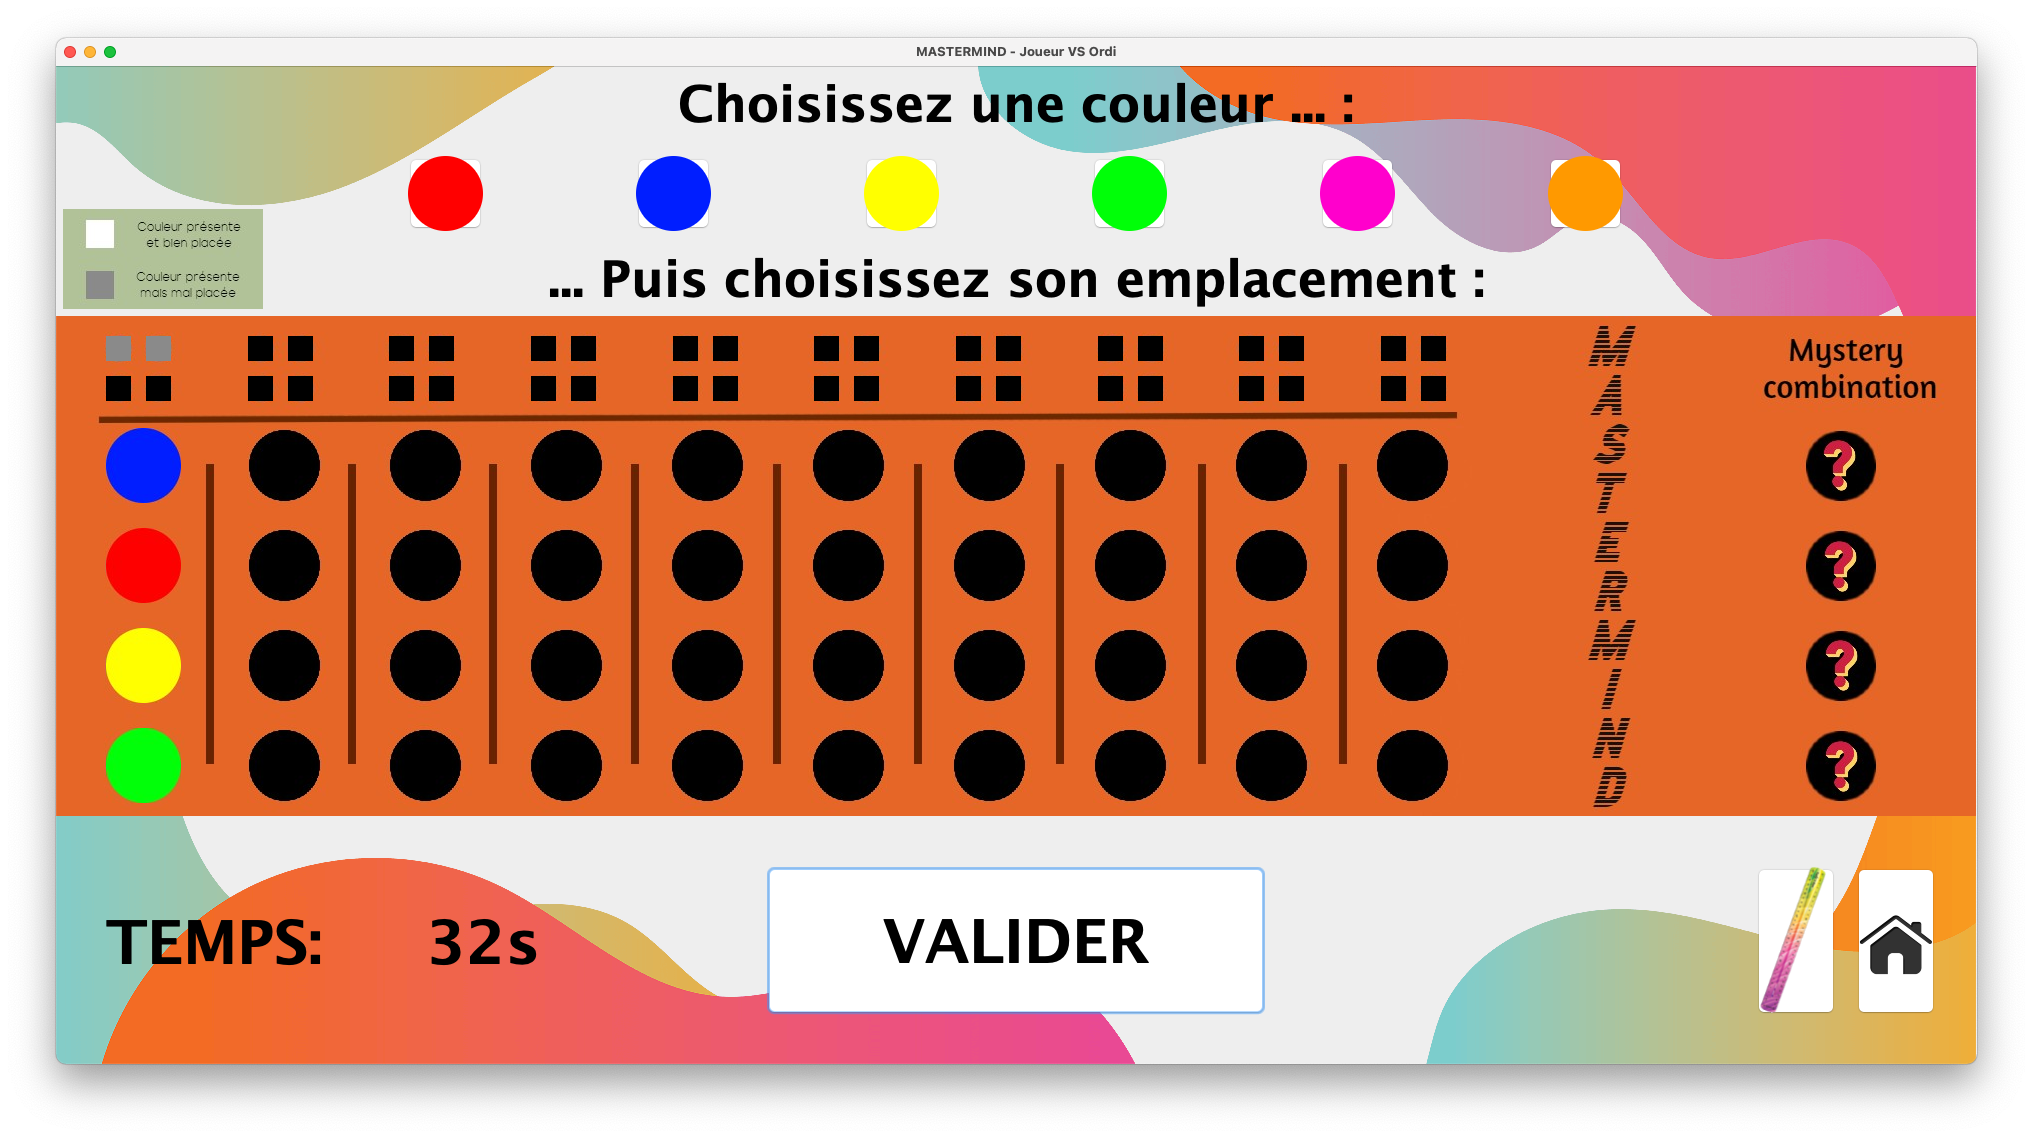 MASTERMIND - Joueur VS Ordi
Choisissez une couleur ... :
Couleur présente
et bien placée
Couleur présente
mais mal placée
... Puis choisissez son emplacement :
MASTERMIND
Mystery
combination
?
?
?
?
TEMPS: 32s
VALIDER